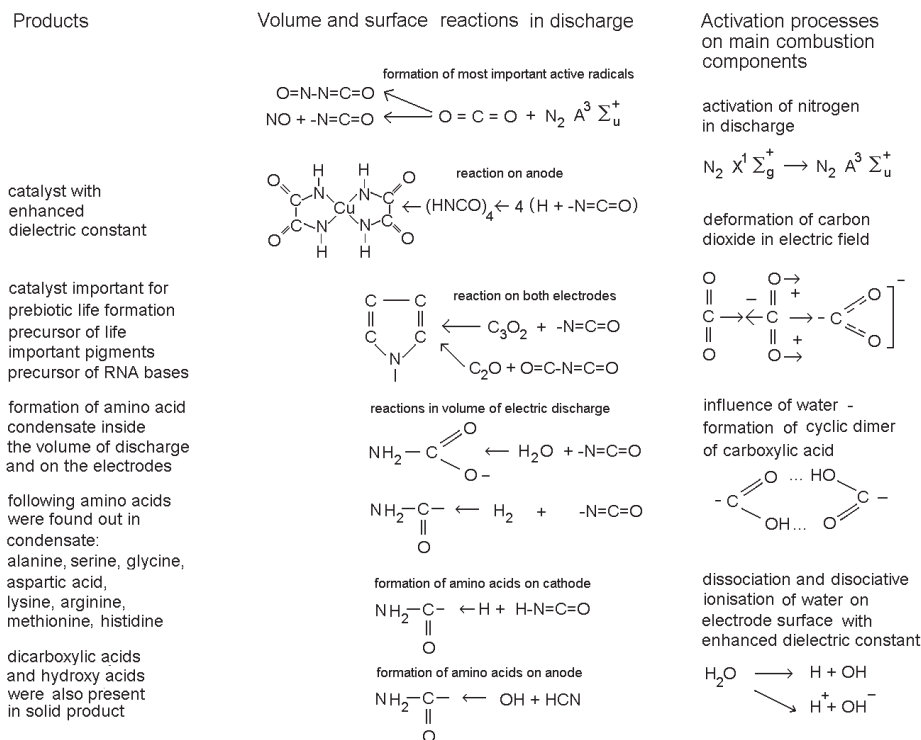 Products
catalyst with
enhanced
dielectric constant
catalyst important for
prebiotic life formation
precursor of life
important pigments
precursor of RNA bases
formation of amino acid
condensate inside
the volume of discharge
and on the electrodes
following amino acids
were found out in
condensate:
alanine, serine, glycine,
aspartic acid,
lysine, arginine,
methionine, histidine
dicarboxylic acids
and hydroxy acids
were also present
in solid product
Volume and surface reactions in discharge
formation of most important active radicals
O=N-N=C=O
NO + -N=C=O ← O = C = O + N₂ A³ Σu⁺
reaction on anode
H H
O N N O
C C
Cu ← (HNCO)₄ ← 4 (H + -N=C=O)
C C
O N N O
H H
reaction on both electrodes
C — C
C C ← C₃O₂ + -N=C=O
N
C₂O + O=C-N=C=O
reactions in volume of electric discharge
O
NH₂ — C ← H₂O + -N=C=O
O –
NH₂–C– ← H₂ + -N=C=O
O
formation of amino acids on cathode
NH₂–C– ← H + H-N=C=O
O
formation of amino acids on anode
NH₂–C– ← OH + HCN
O
Activation processes
on main combustion
components
activation of nitrogen
in discharge
N₂ X¹ Σg⁺ → N₂ A³ Σu⁺
deformation of carbon
dioxide in electric field
O O→ –
– + O
C →← C → - C
+ O
O O→
influence of water -
formation of cyclic dimer
of carboxylic acid
O ... HO
- C C –
OH... O
dissociation and disociative
ionisation of water on
electrode surface with
enhanced dielectric constant
H₂O → H + OH
H⁺ + OH⁻